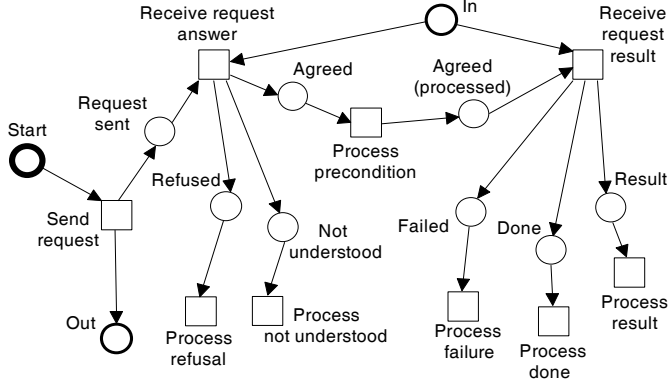 Receive request
answer
In
Receive
request
result
Agreed
Agreed
(processed)
Request
sent
Start
Process
precondition
Refused
Result
Send
request
Not
understood
Failed
Done
Out
Process
refusal
Process
not understood
Process
failure
Process
done
Process
result